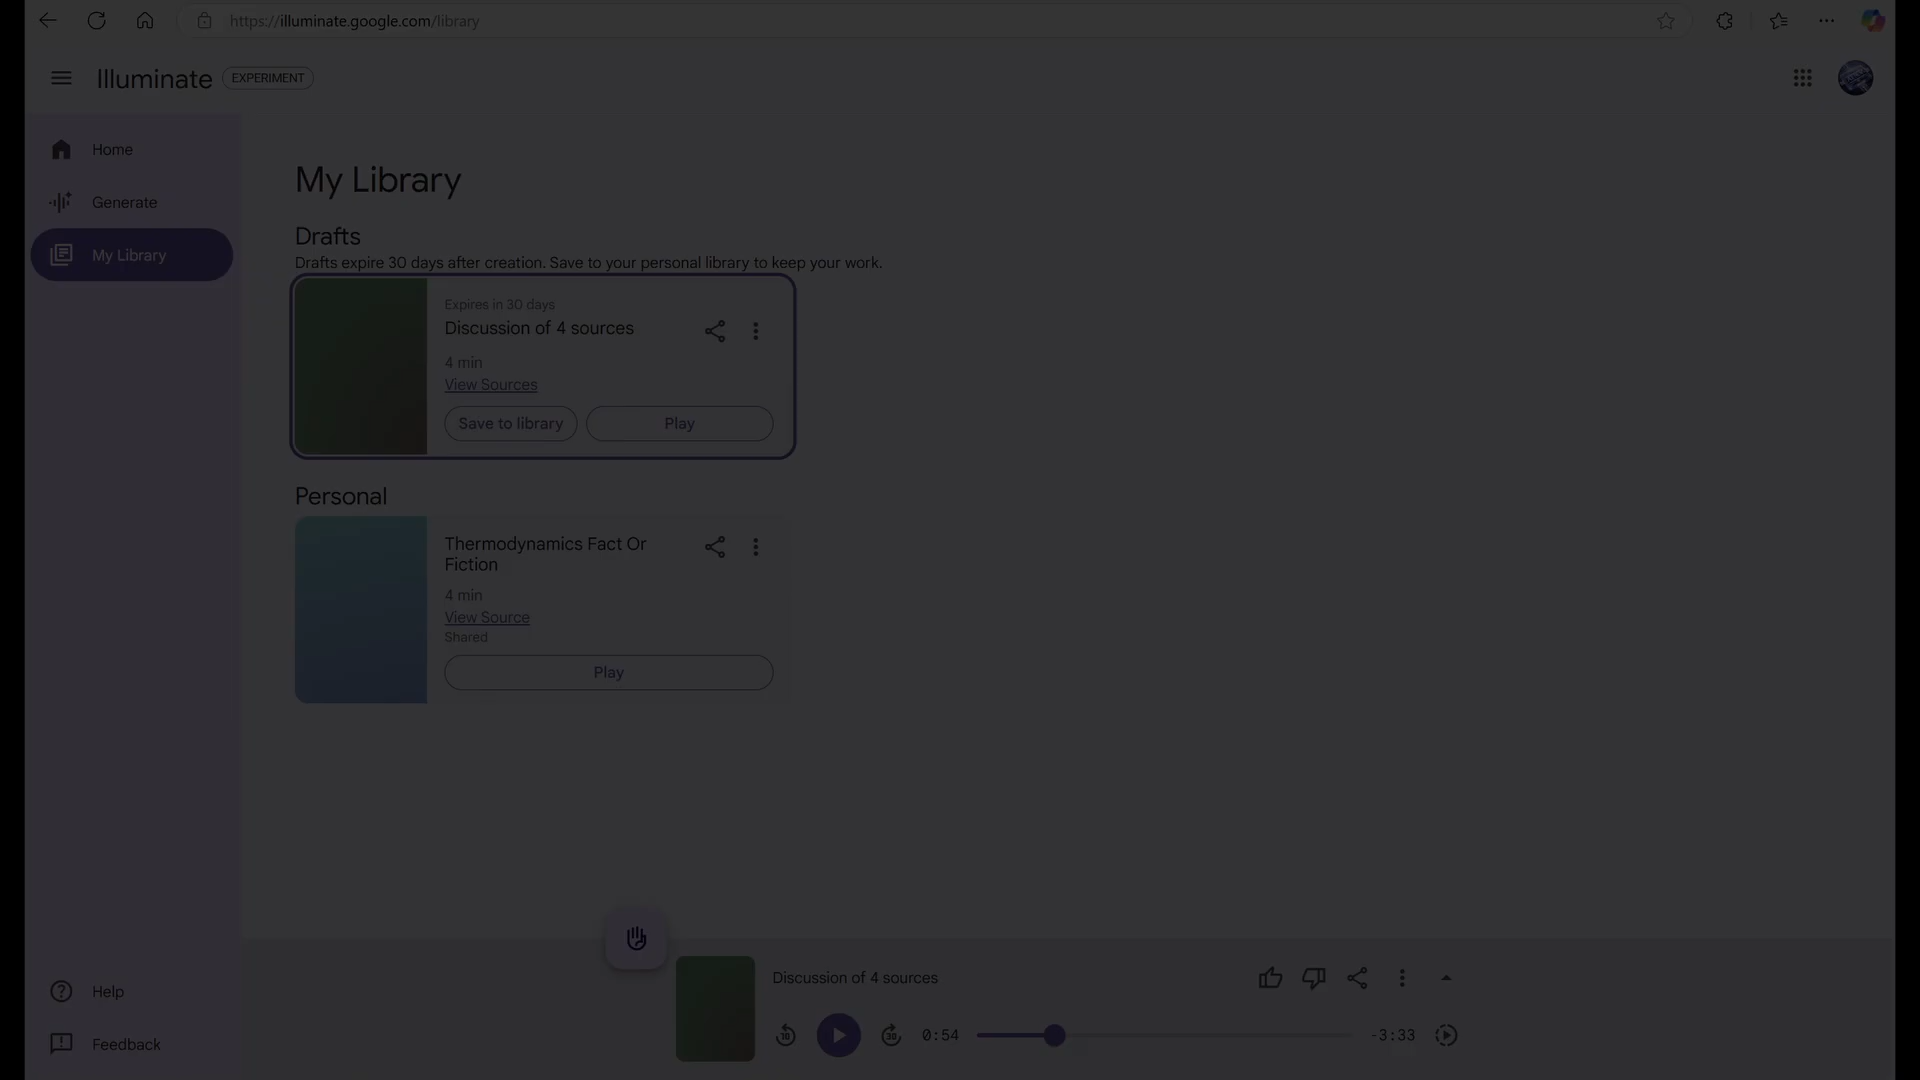 https://illuminate.google.com/library
Illuminate EXPERIMENT
Home
Generate
My Library
My Library
Drafts
Drafts expire 30 days after creation. Save to your personal library to keep your work.
Expires in 30 days
Discussion of 4 sources
4 min
View Sources
Save to library Play
Personal
Thermodynamics Fact Or
Fiction
4 min
View Source
Shared
Play
Help
Feedback
Discussion of 4 sources
10 30 0:54 -3:33